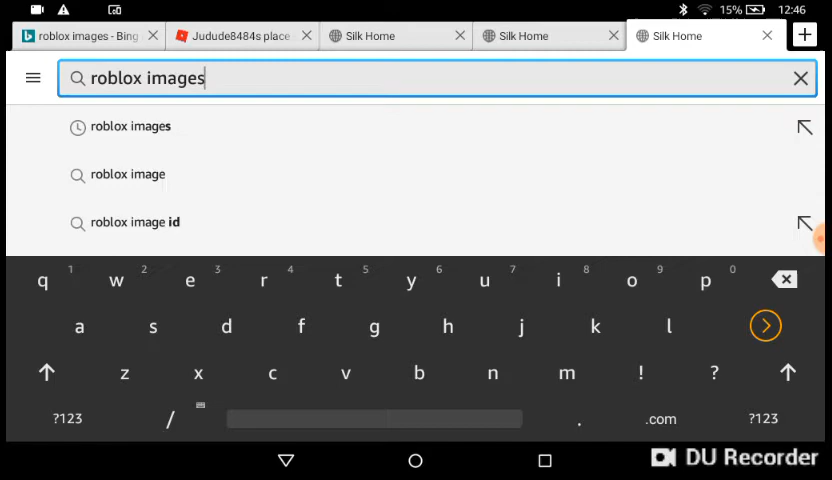 15% 12:46
roblox images - Bing Judude8484s place Silk Home Silk Home Silk Home
roblox images
roblox images
roblox image
roblox image id
1 2 3 4 5 6 7 8 9 0
q w e r t y u i o p
a s d f g h j k l
z x c v b n m ! ?
?123 / . .com ?123
DU Recorder